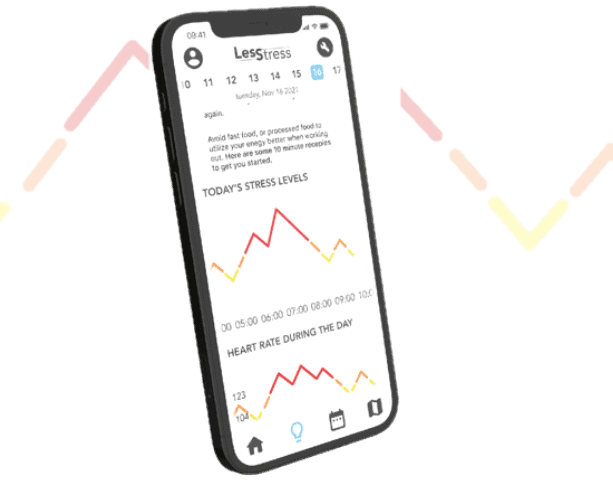 09:41
LesStress
10 11 12 13 14 15 16 17
Tuesday, Nov 16 2021
again.
Avoid fast food, or processed food to
utilize your enegy better when working
out. Here are some 10 minute recepies
to get you started.
TODAY'S STRESS LEVELS
00 05:00 06:00 07:00 08:00 09:00 10:0
HEART RATE DURING THE DAY
123
104